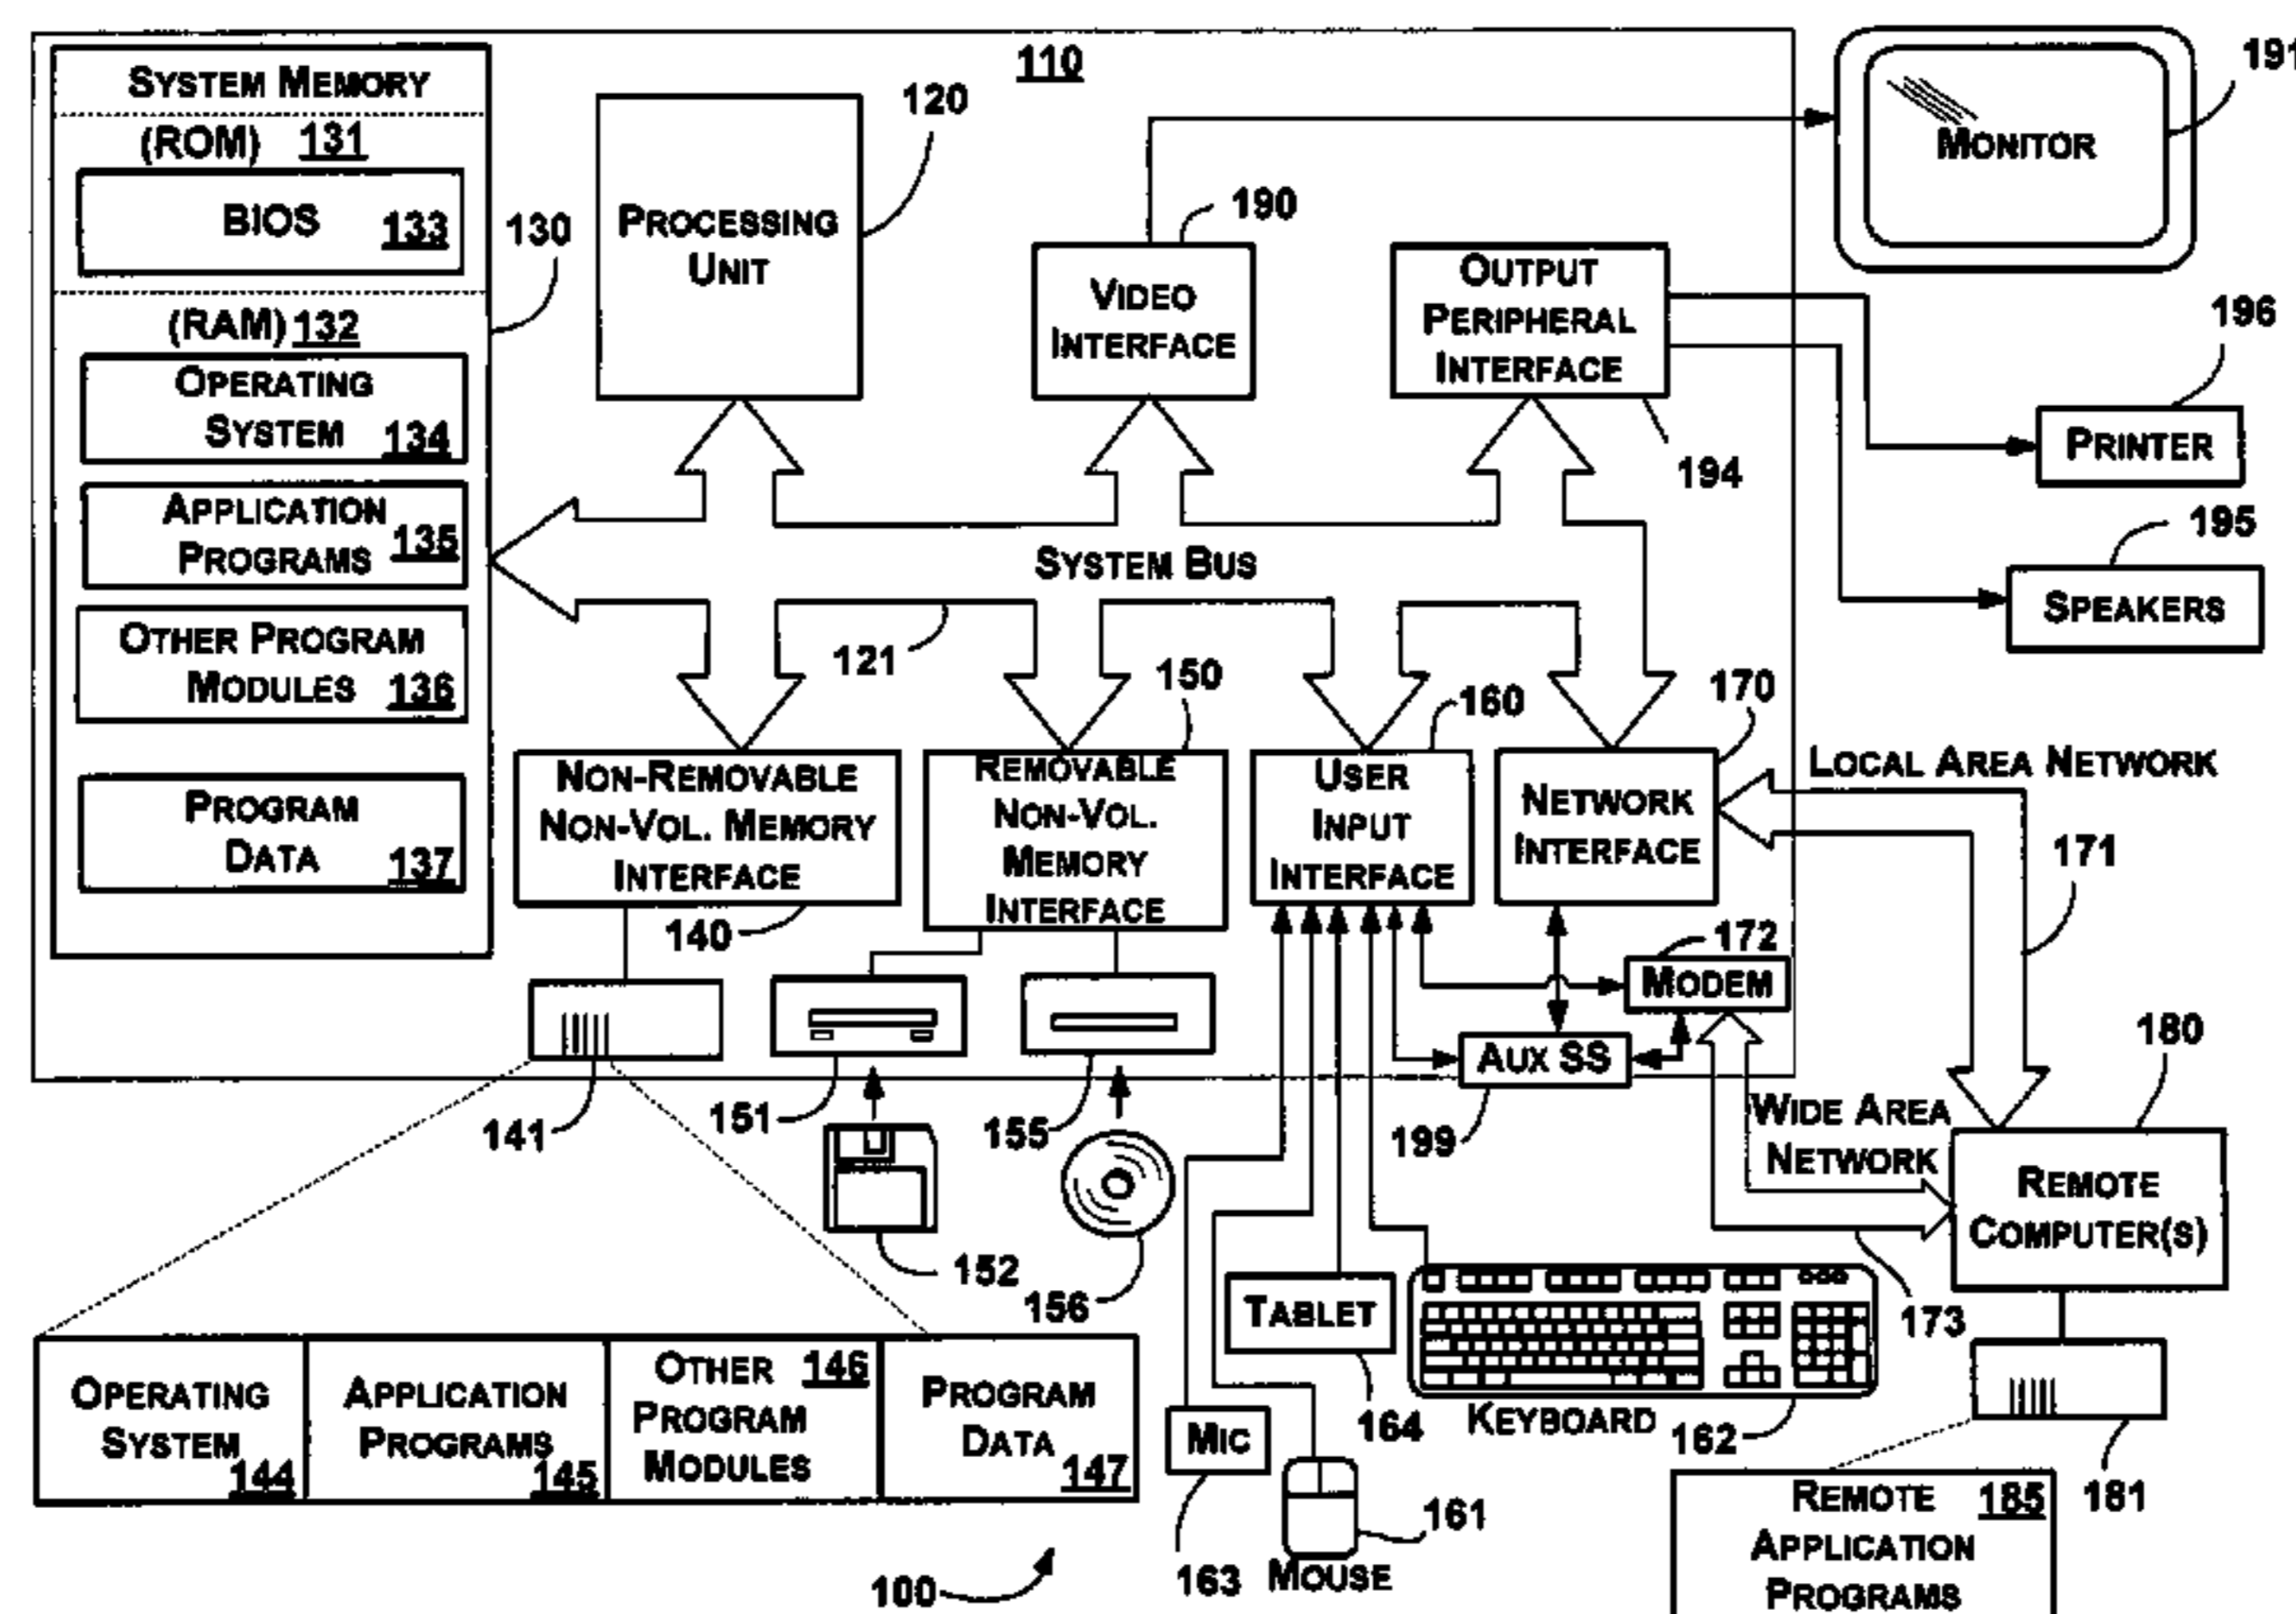 110
SYSTEM MEMORY
(ROM) 131
BIOS 133
130
(RAM) 132
OPERATING
SYSTEM 134
APPLICATION
PROGRAMS 135
OTHER PROGRAM
MODULES 136
PROGRAM
DATA 137
PROCESSING
UNIT
120
VIDEO
INTERFACE
190
OUTPUT
PERIPHERAL
INTERFACE
194
MONITOR
191
PRINTER
196
SPEAKERS
195
SYSTEM BUS
121
NON-REMOVABLE
NON-VOL. MEMORY
INTERFACE
140
REMOVABLE
NON-VOL.
MEMORY
INTERFACE
150
USER
INPUT
INTERFACE
160
NETWORK
INTERFACE
170
LOCAL AREA NETWORK
171
172
MODEM
AUX SS
199
141
151
152
155
156
WIDE AREA
NETWORK
173
180
REMOTE
COMPUTER(S)
181
OPERATING
SYSTEM 144
APPLICATION
PROGRAMS 145
OTHER 146
PROGRAM
MODULES
PROGRAM
DATA 147
MIC
163
MOUSE
161
TABLET
164
KEYBOARD
162
REMOTE 185
APPLICATION
PROGRAMS
100